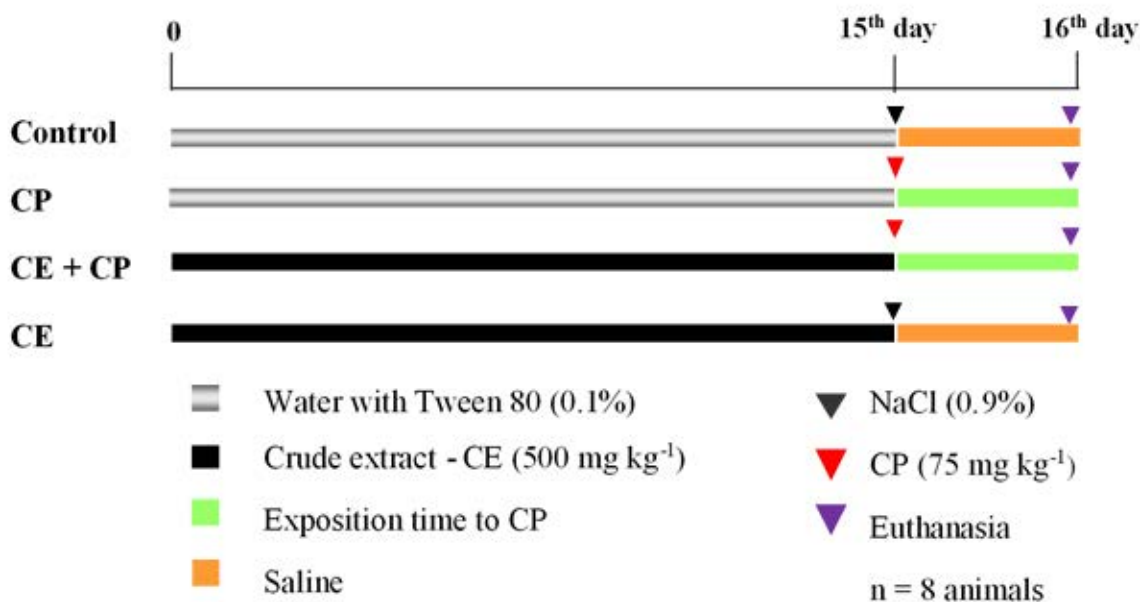 0 15th day 16th day
Control
CP
CE + CP
CE
Water with Tween 80 (0.1%)
Crude extract - CE (500 mg kg-1)
Exposition time to CP
Saline
NaCl (0.9%)
CP (75 mg kg-1)
Euthanasia
n = 8 animals